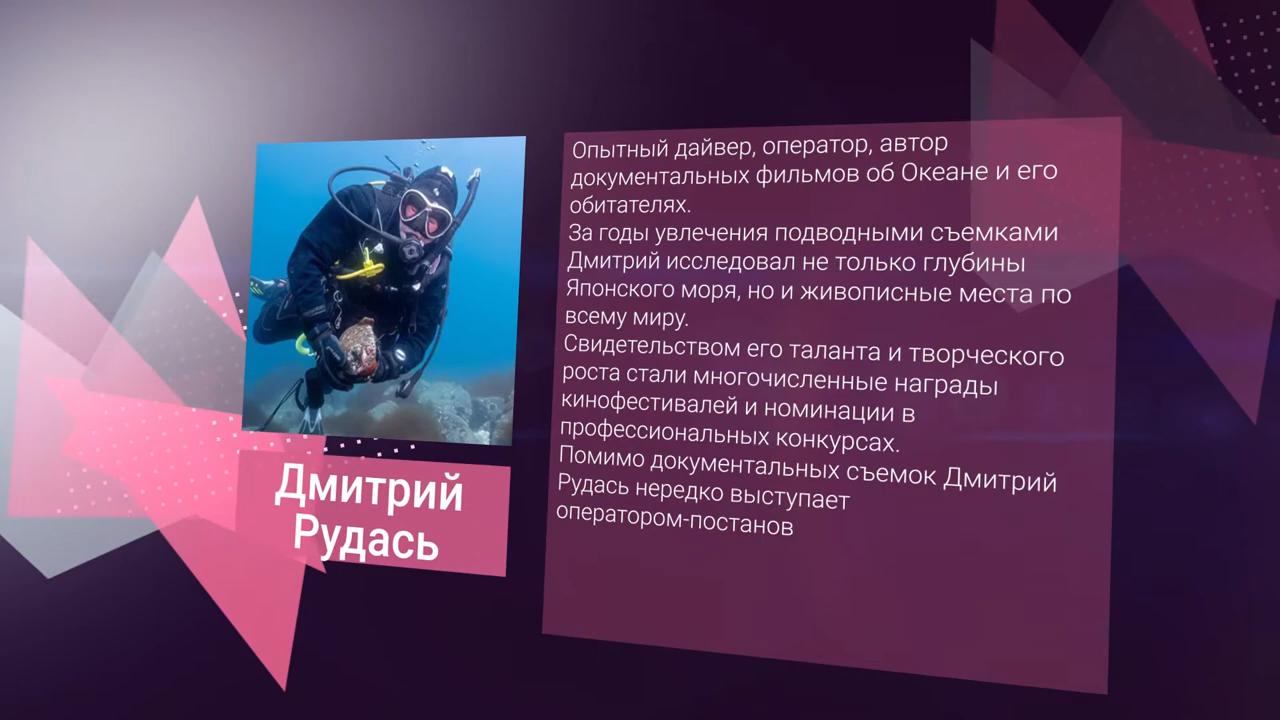 Опытный дайвер, оператор, автор
документальных фильмов об Океане и его
обитателях.
За годы увлечения подводными съемками
Дмитрий исследовал не только глубины
Японского моря, но и живописные места по
всему миру.
Свидетельством его таланта и творческого
роста стали многочисленные награды
кинофестивалей и номинации в
профессиональных конкурсах.
Помимо документальных съемок Дмитрий
Рудась нередко выступает
оператором-постанов
Дмитрий
Рудась